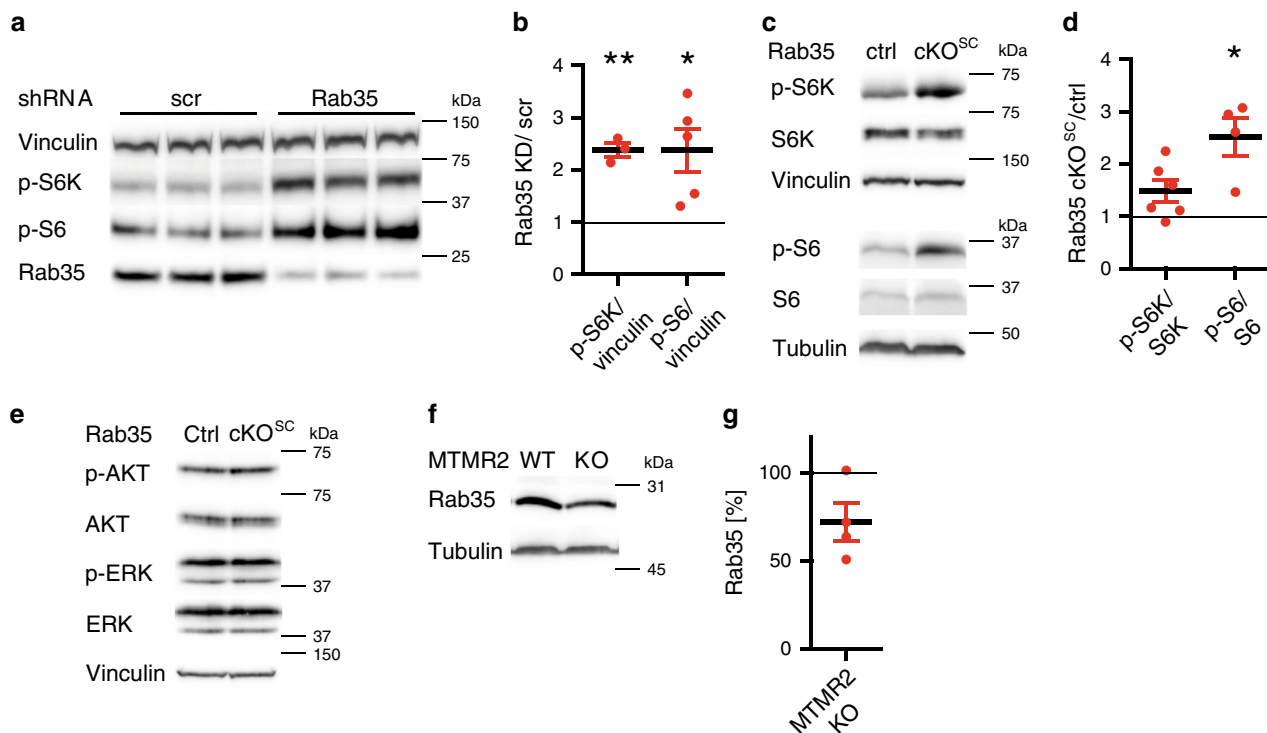 a
shRNA scr Rab35 kDa
150
Vinculin
75
p-S6K
37
p-S6
25
Rab35
b
** *
4
3
2
1
0
Rab35 KD/ scr
p-S6K/
vinculin
p-S6/
vinculin
c
Rab35 ctrl cKO^SC kDa
75
p-S6K
75
S6K
150
Vinculin
kDa
37
p-S6
37
S6
50
Tubulin
d
*
4
3
2
1
0
Rab35 cKO^SC/ctrl
p-S6K/
S6K
p-S6/
S6
e
Rab35 Ctrl cKO^SC kDa
75
p-AKT
75
AKT
p-ERK
37
ERK
37
150
Vinculin
f
MTMR2 WT KO kDa
31
Rab35
Tubulin
45
g
100
50
0
Rab35 [%]
MTMR2
KO